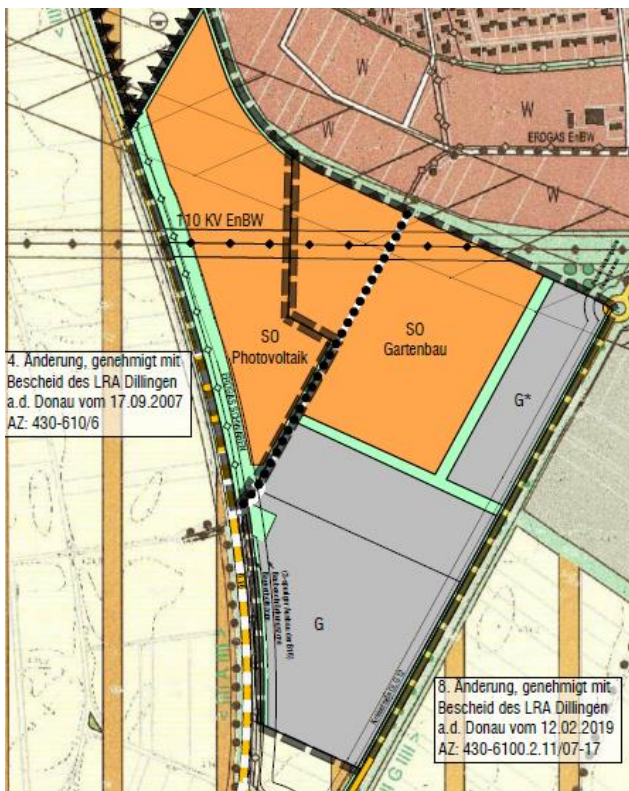 W
W
W
ERDGAS EnBW
W
110 KV EnBW
SO
Photovoltaik
SO
Gartenbau
4. Änderung, genehmigt mit
Bescheid des LRA Dillingen
a.d. Donau vom 17.09.2007
AZ: 430-610/6
G*
G
8. Änderung, genehmigt mit
Bescheid des LRA Dillingen
a.d. Donau vom 12.02.2019
AZ: 430-6100.2.11/07-17